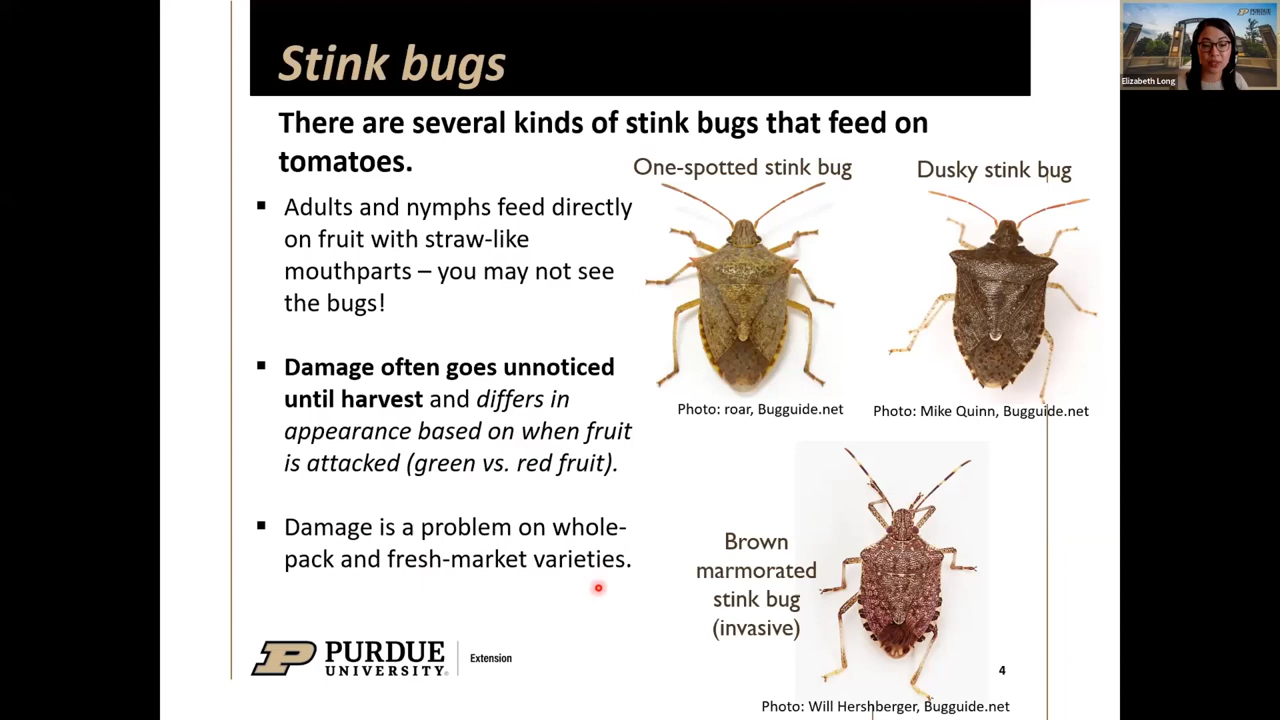 Stink bugs
There are several kinds of stink bugs that feed on
tomatoes.
One-spotted stink bug
Dusky stink bug
▪ Adults and nymphs feed directly
on fruit with straw-like
mouthparts – you may not see
the bugs!
Photo: roar, Bugguide.net
Photo: Mike Quinn, Bugguide.net
▪ Damage often goes unnoticed
until harvest and differs in
appearance based on when fruit
is attacked (green vs. red fruit).
▪ Damage is a problem on whole-
pack and fresh-market varieties.
Brown
marmorated
stink bug
(invasive)
Photo: Will Hershberger, Bugguide.net
PURDUE
UNIVERSITY®
Extension
4
PURDUE
UNIVERSITY
Elizabeth Long